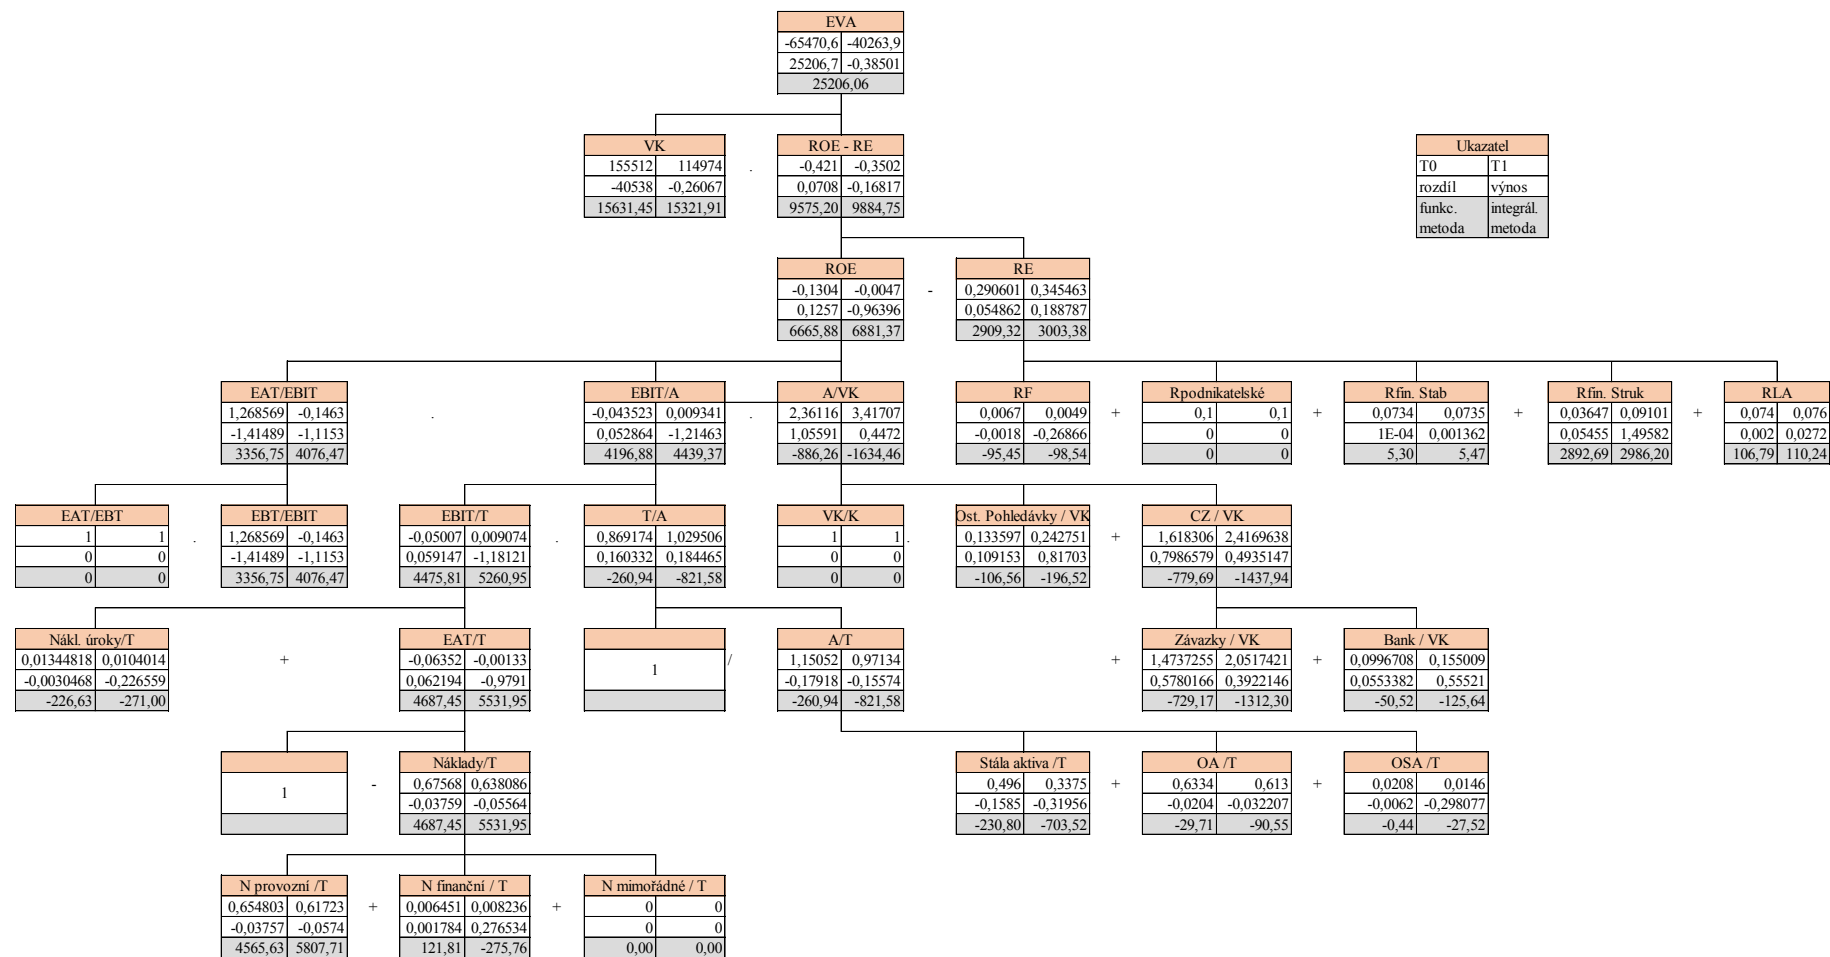 EVA
-65470,6 -40263,9
25206,7 -0,38501
25206,06
VK ROE - RE Ukazatel
155512 114974 . -0,421 -0,3502 T0 T1
-40538 -0,26067 0,0708 -0,16817 rozdíl výnos
15631,45 15321,91 9575,20 9884,75 funkc. integrál.
metoda metoda
ROE RE
-0,1304 -0,0047 - 0,290601 0,345463
0,1257 -0,96396 0,054862 0,188787
6665,88 6881,37 2909,32 3003,38
EAT/EBIT EBIT/A A/VK RF Rpodnikatelské Rfin. Stab Rfin. Struk RLA
1,268569 -0,1463 . -0,043523 0,009341 . 2,36116 3,41707 0,0067 0,0049 + 0,1 0,1 + 0,0734 0,0735 + 0,03647 0,09101 + 0,074 0,076
-1,41489 -1,1153 0,052864 -1,21463 1,05591 0,4472 -0,0018 -0,26866 0 0 1E-04 0,001362 0,05455 1,49582 0,002 0,0272
3356,75 4076,47 4196,88 4439,37 -886,26 -1634,46 -95,45 -98,54 0 0 5,30 5,47 2892,69 2986,20 106,79 110,24
EAT/EBT EBT/EBIT EBIT/T T/A VK/K Ost. Pohledávky / VK CZ / VK
1 1 . 1,268569 -0,1463 -0,05007 0,009074 . 0,869174 1,029506 1 1 . 0,133597 0,242751 + 1,618306 2,4169638
0 0 -1,41489 -1,1153 0,059147 -1,18121 0,160332 0,184465 0 0 0,109153 0,81703 0,7986579 0,4935147
0 0 3356,75 4076,47 4475,81 5260,95 -260,94 -821,58 0 0 -106,56 -196,52 -779,69 -1437,94
Nákl. úroky/T EAT/T A/T Závazky / VK Bank / VK
0,01344818 0,0104014 + -0,06352 -0,00133 1 / 1,15052 0,97134 + 1,4737255 2,0517421 + 0,0996708 0,155009
-0,0030468 -0,226559 0,062194 -0,9791 -0,17918 -0,15574 0,5780166 0,3922146 0,0553382 0,55521
-226,63 -271,00 4687,45 5531,95 -260,94 -821,58 -729,17 -1312,30 -50,52 -125,64
Náklady/T Stála aktiva /T OA /T OSA /T
1 - 0,67568 0,638086 0,496 0,3375 + 0,6334 0,613 + 0,0208 0,0146
-0,03759 -0,05564 -0,1585 -0,31956 -0,0204 -0,032207 -0,0062 -0,298077
4687,45 5531,95 -230,80 -703,52 -29,71 -90,55 -0,44 -27,52
N provozní /T N finanční / T N mimořádné / T
0,654803 0,61723 + 0,006451 0,008236 + 0 0
-0,03757 -0,0574 0,001784 0,276534 0 0
4565,63 5807,71 121,81 -275,76 0,00 0,00